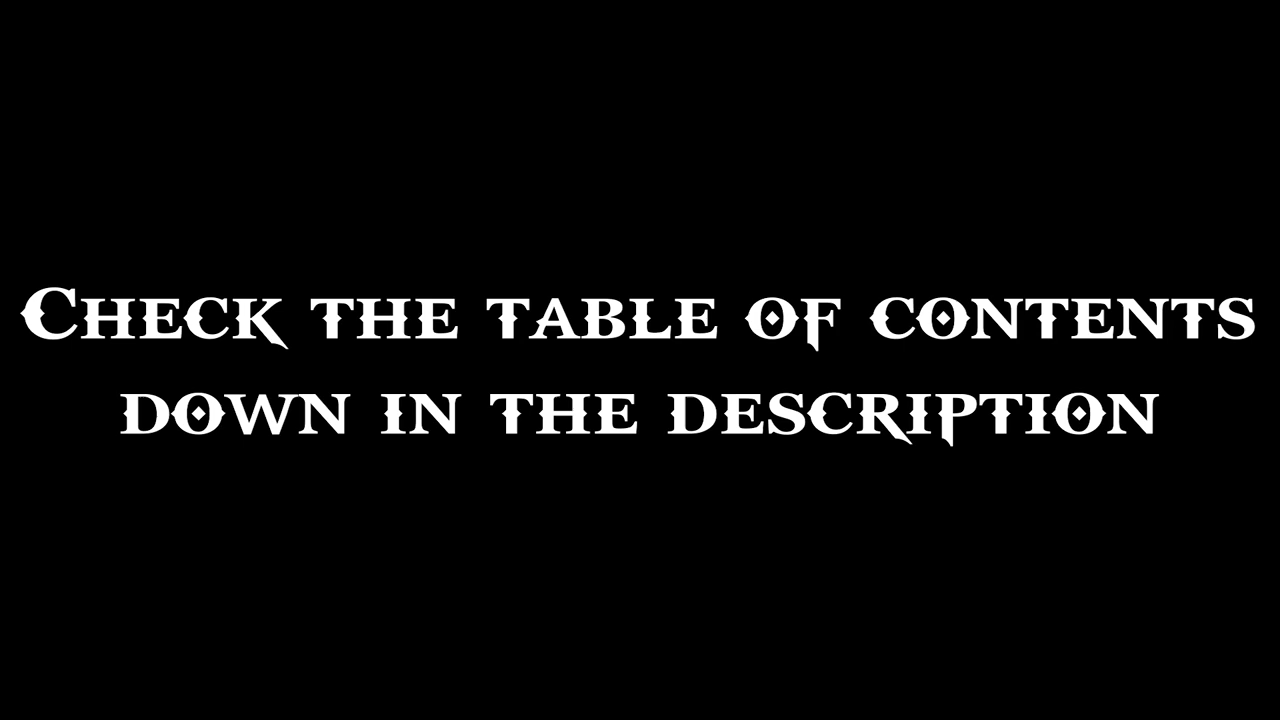 Check the table of contents
down in the description